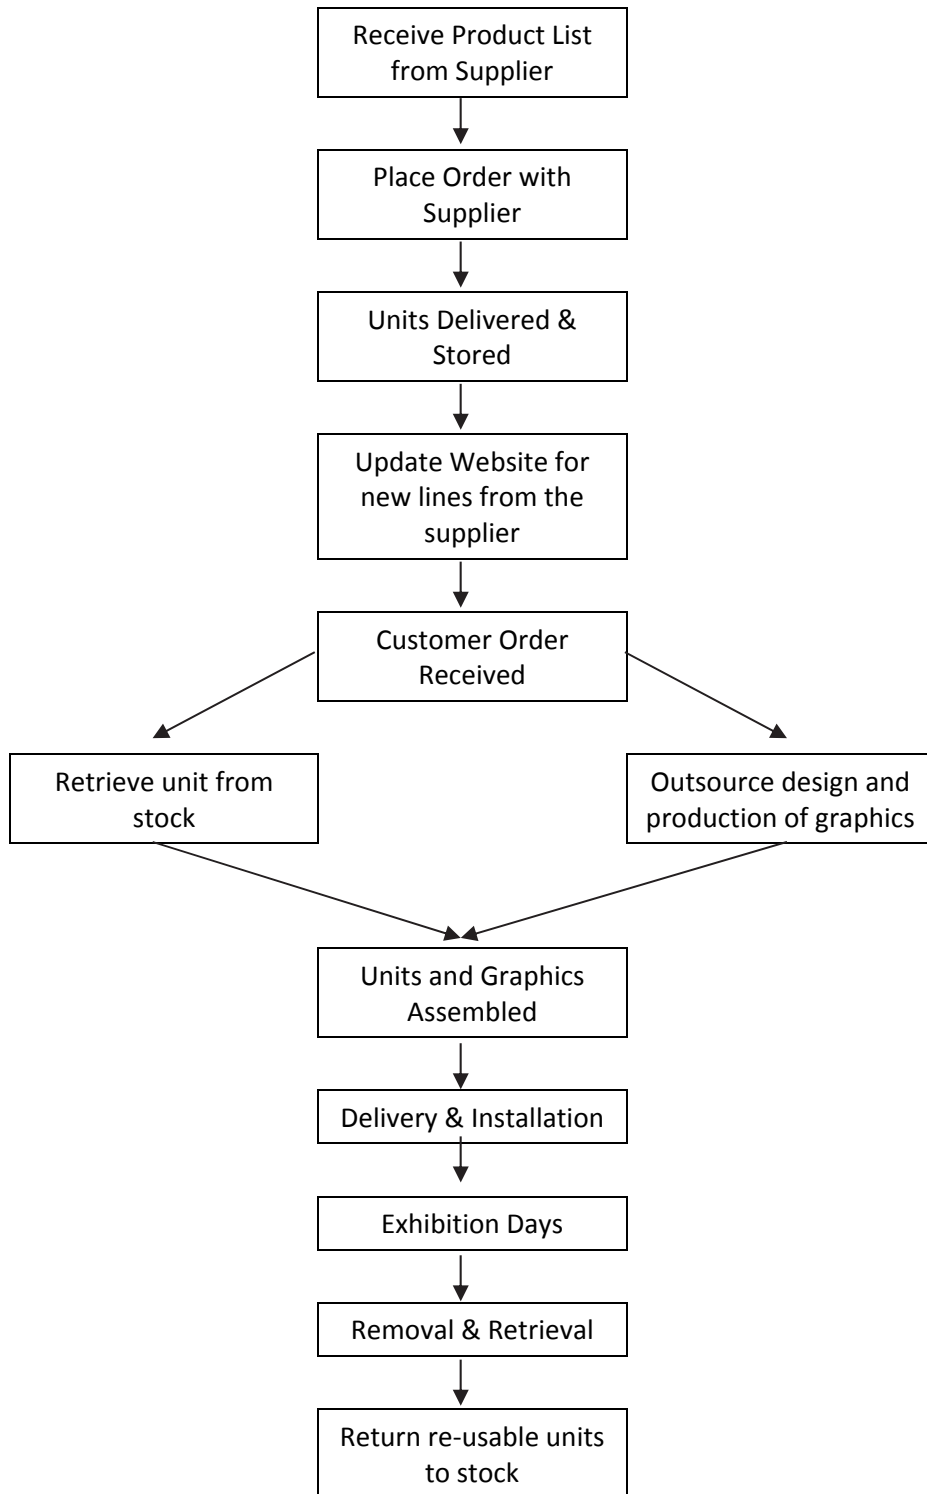 Receive Product List
from Supplier
Place Order with
Supplier
Units Delivered &
Stored
Update Website for
new lines from the
supplier
Customer Order
Received
Retrieve unit from
stock
Outsource design and
production of graphics
Units and Graphics
Assembled
Delivery & Installation
Exhibition Days
Removal & Retrieval
Return re-usable units
to stock